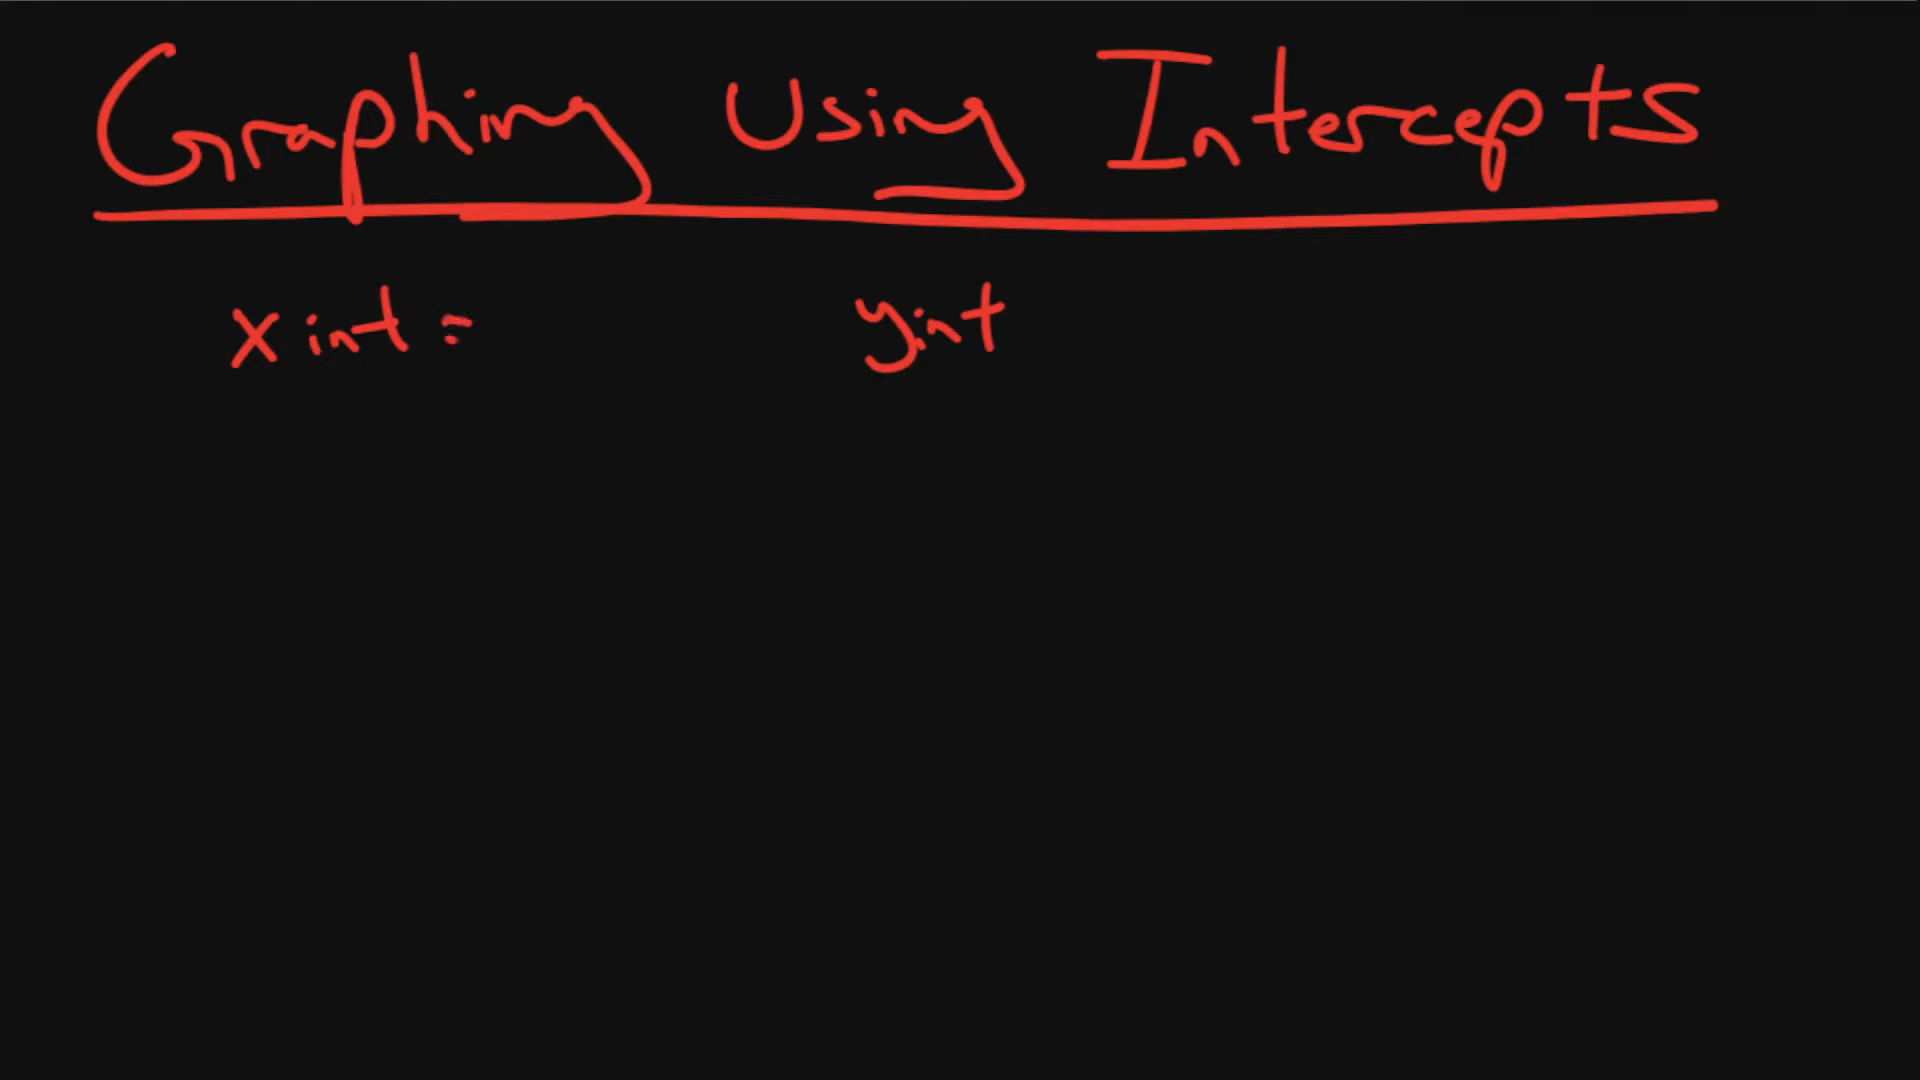 Graphing Using Intercepts
x int = y int